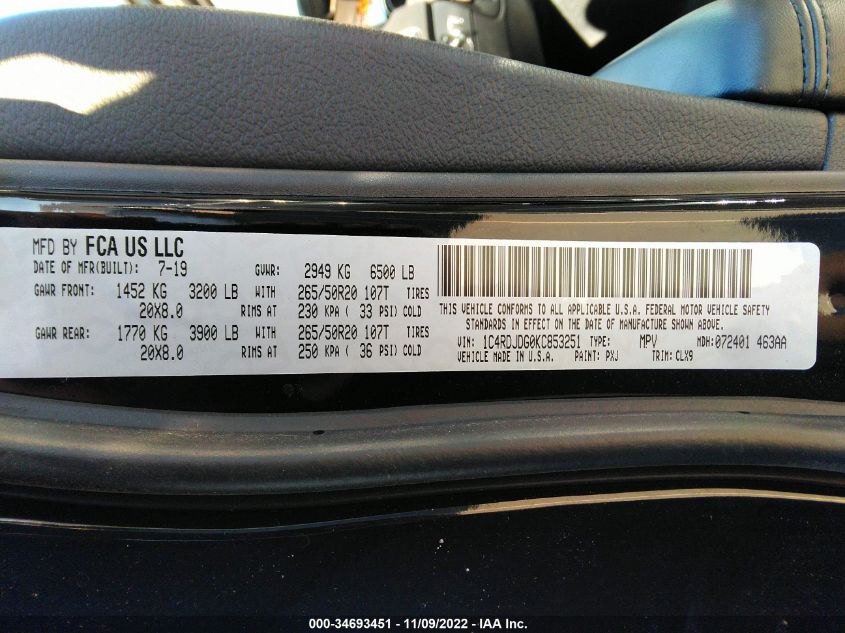 MFD BY FCA US LLC
DATE OF MFR(BUILT): 7-19 GVWR: 2949 KG 6500 LB
GAWR FRONT: 1452 KG 3200 LB WITH 265/50R20 107T TIRES
20X8.0 RIMS AT 230 KPA ( 33 PSI) COLD
GAWR REAR: 1770 KG 3900 LB WITH 265/50R20 107T TIRES
20X8.0 RIMS AT 250 KPA ( 36 PSI) COLD
THIS VEHICLE CONFORMS TO ALL APPLICABLE U.S.A. FEDERAL MOTOR VEHICLE SAFETY
STANDARDS IN EFFECT ON THE DATE OF MANUFACTURE SHOWN ABOVE.
VIN: 1C4RDJDG0KC853251 TYPE: MPV MDH:072401 463AA
VEHICLE MADE IN U.S.A. PAINT: PXJ TRIM: CLX9
000-34693451 - 11/09/2022 - IAA Inc.